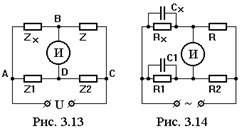 B Cx
Zx Z Rx R
И И
A D C C1
Z1 Z2 R1 R2
U ~
Рис. 3.13 Рис. 3.14